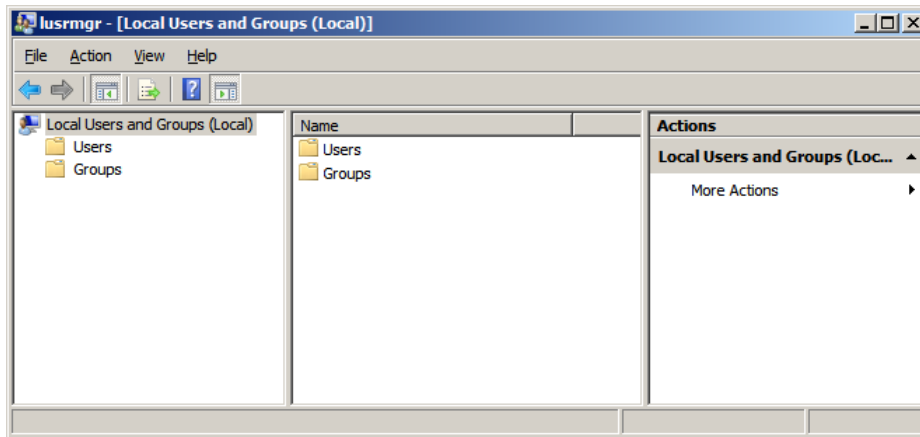 lusrmgr - [Local Users and Groups (Local)]
File Action View Help
Local Users and Groups (Local)
Users
Groups
Name
Users
Groups
Actions
Local Users and Groups (Loc...
More Actions